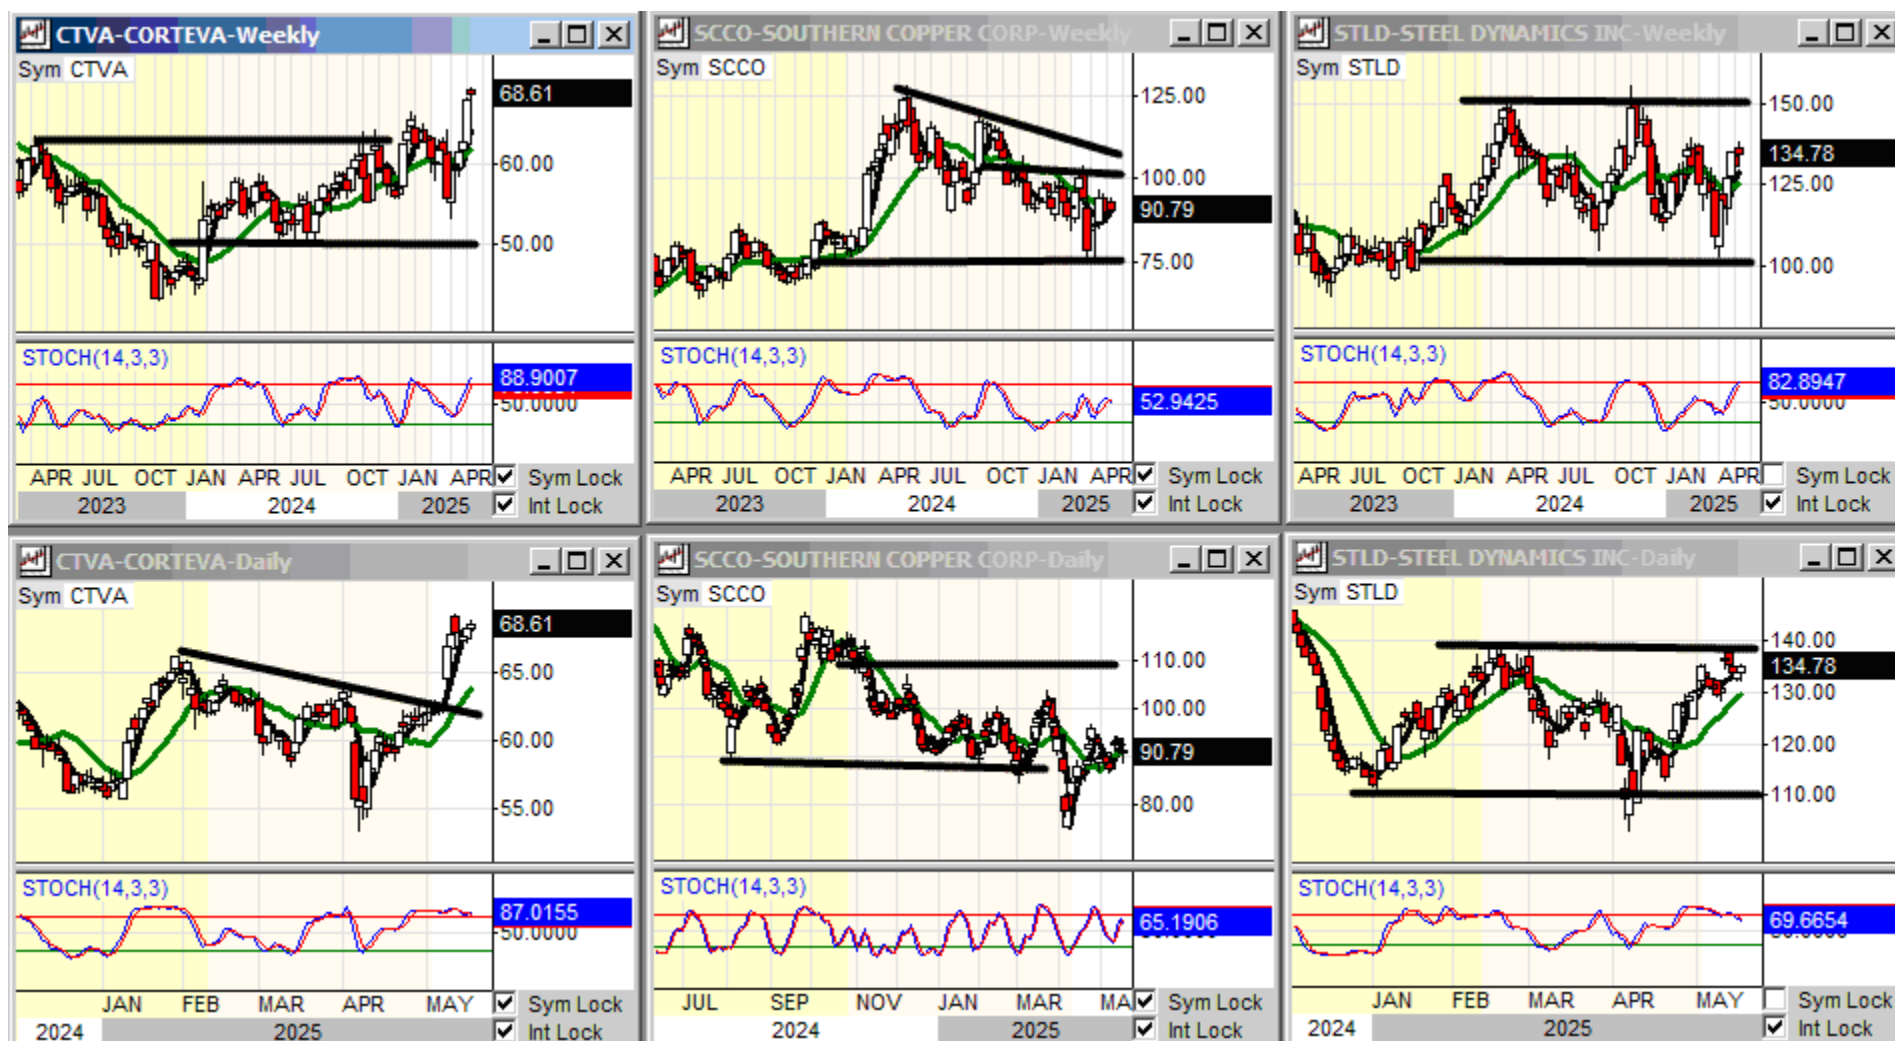 CTVA-CORTEVA-Weekly
Sym CTVA
68.61
60.00
50.00
STOCH(14,3,3)
88.9007
50.0000
APR JUL OCT JAN APR JUL OCT JAN APR
Sym Lock
2023 2024 2025
Int Lock
SCCO-SOUTHERN COPPER CORP-Weekly
Sym SCCO
125.00
100.00
90.79
75.00
STOCH(14,3,3)
52.9425
APR JUL OCT JAN APR JUL OCT JAN APR
Sym Lock
2023 2024 2025
Int Lock
STLD-STEEL DYNAMICS INC-Weekly
Sym STLD
150.00
134.78
125.00
100.00
STOCH(14,3,3)
82.8947
50.0000
APR JUL OCT JAN APR JUL OCT JAN APR
Sym Lock
2023 2024 2025
Int Lock
CTVA-CORTEVA-Daily
Sym CTVA
68.61
65.00
60.00
55.00
STOCH(14,3,3)
87.0155
50.0000
JAN FEB MAR APR MAY
Sym Lock
2024 2025
Int Lock
SCCO-SOUTHERN COPPER CORP-Daily
Sym SCCO
110.00
100.00
90.79
80.00
STOCH(14,3,3)
65.1906
JUL SEP NOV JAN MAR MA
Sym Lock
2024 2025
Int Lock
STLD-STEEL DYNAMICS INC-Daily
Sym STLD
140.00
134.78
130.00
120.00
110.00
STOCH(14,3,3)
69.6654
JAN FEB MAR APR MAY
Sym Lock
2024 2025
Int Lock